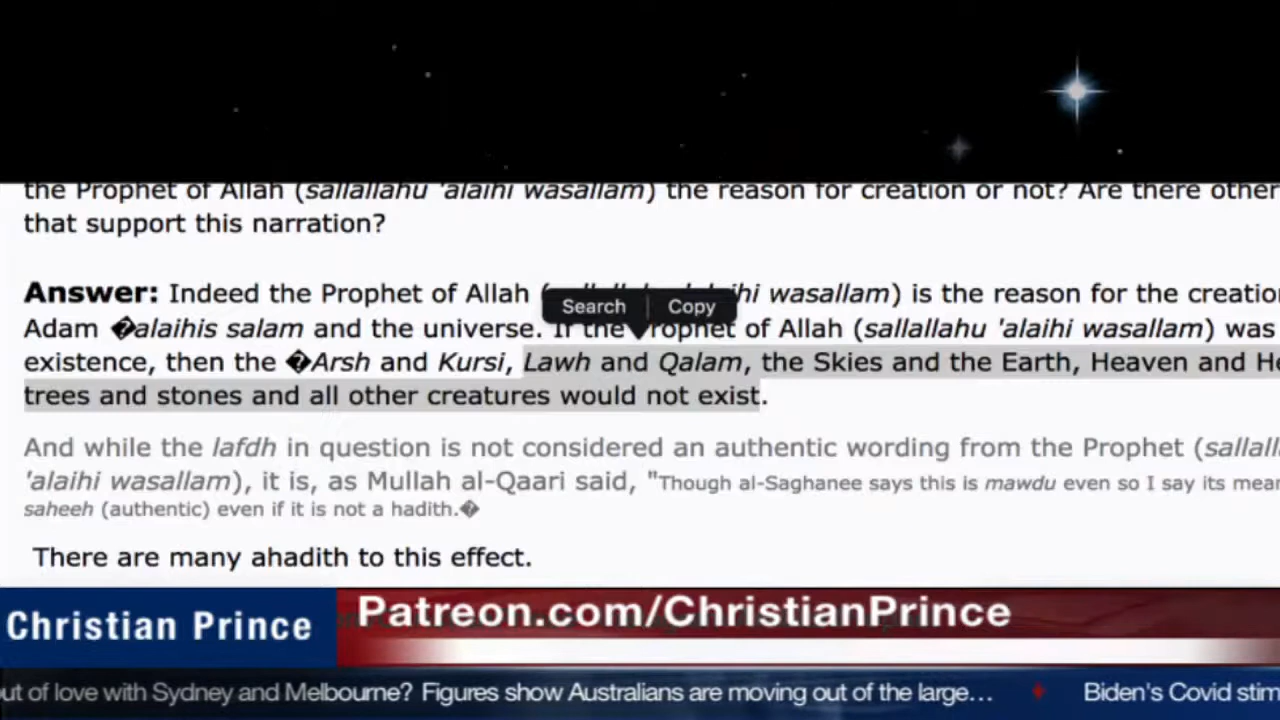 the Prophet of Allah (sallallahu 'alaihi wasallam) the reason for creation or not? Are there other
that support this narration?
Answer: Indeed the Prophet of Allah ( hi wasallam) is the reason for the creation
Search Copy
Adam �alaihis salam and the universe. If the Prophet of Allah (sallallahu 'alaihi wasallam) was
existence, then the �Arsh and Kursi, Lawh and Qalam, the Skies and the Earth, Heaven and He
trees and stones and all other creatures would not exist.
And while the lafdh in question is not considered an authentic wording from the Prophet (sallall
'alaihi wasallam), it is, as Mullah al-Qaari said, "Though al-Saghanee says this is mawdu even so I say its mean
saheeh (authentic) even if it is not a hadith.�
There are many ahadith to this effect.
Christian Prince
Patreon.com/ChristianPrince
ut of love with Sydney and Melbourne? Figures show Australians are moving out of the large... Biden's Covid stim